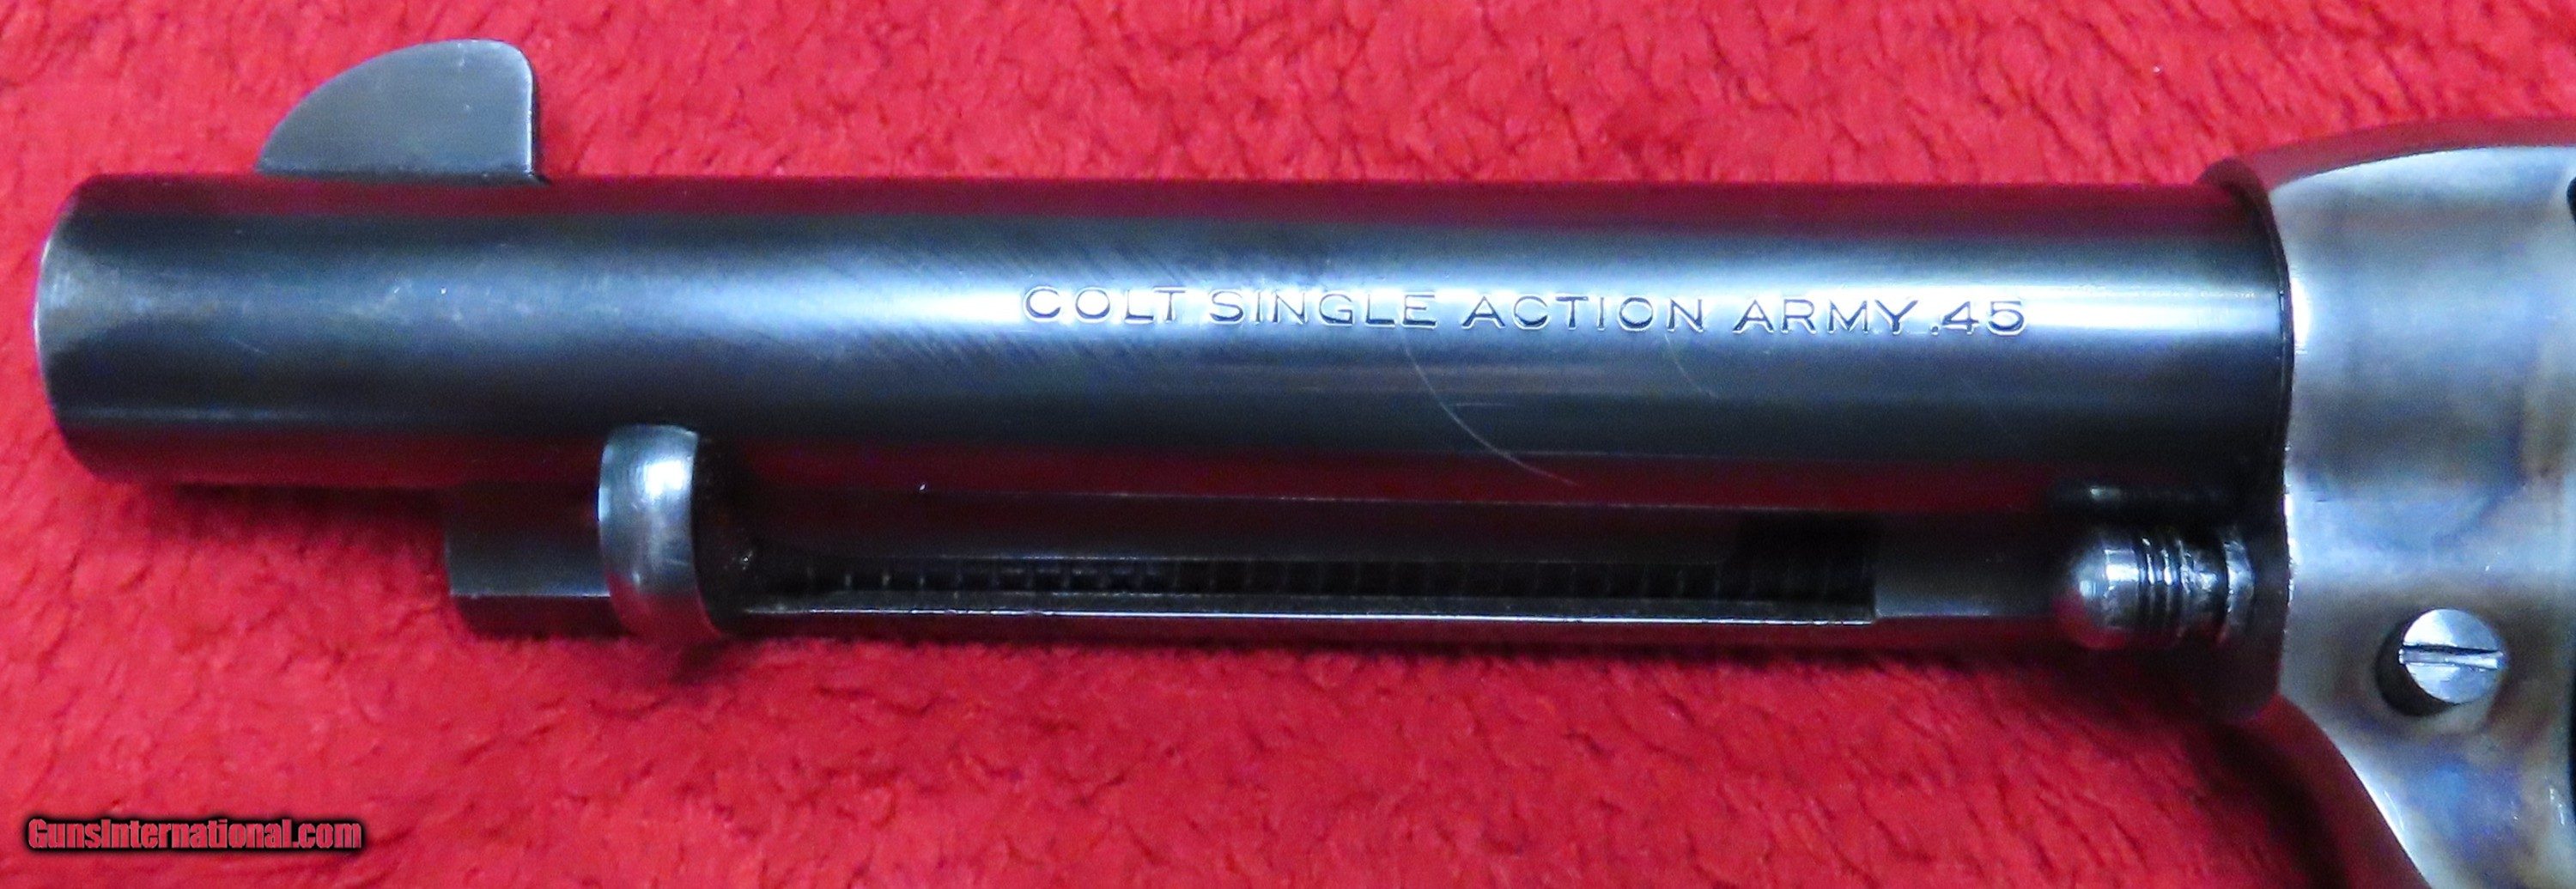 COLT SINGLE ACTION ARMY .45
GunsInternational.com